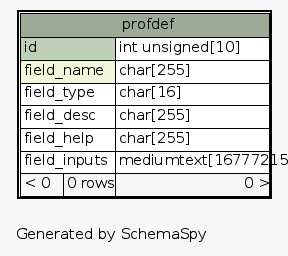 profdef
id int unsigned[10]
field_name char[255]
field_type char[16]
field_desc char[255]
field_help char[255]
field_inputs mediumtext[16777215
< 0 0 rows 0 >
Generated by SchemaSpy